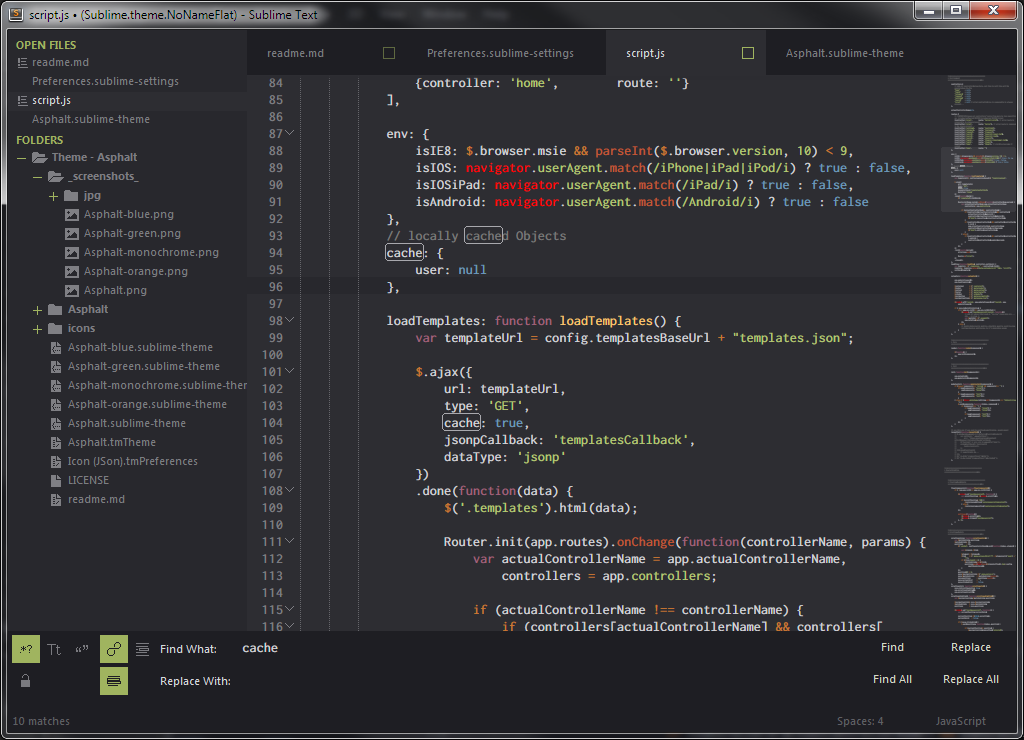 script.js • (Sublime.theme.NoNameFlat) - Sublime Text
OPEN FILES
readme.md
Preferences.sublime-settings
script.js
Asphalt.sublime-theme
FOLDERS
Theme - Asphalt
_screenshots_
jpg
Asphalt-blue.png
Asphalt-green.png
Asphalt-monochrome.png
Asphalt-orange.png
Asphalt.png
Asphalt
icons
Asphalt-blue.sublime-theme
Asphalt-green.sublime-theme
Asphalt-monochrome.sublime-ther
Asphalt-orange.sublime-theme
Asphalt.sublime-theme
Asphalt.tmTheme
Icon (JSon).tmPreferences
LICENSE
readme.md
readme.md
Preferences.sublime-settings
script.js
Asphalt.sublime-theme
84 {controller: 'home', route: ''}
85 ],
86
87 env: {
88 isIE8: $.browser.msie && parseInt($.browser.version, 10) < 9,
89 isIOS: navigator.userAgent.match(/iPhone|iPad|iPod/i) ? true : false,
90 isIOSiPad: navigator.userAgent.match(/iPad/i) ? true : false,
91 isAndroid: navigator.userAgent.match(/Android/i) ? true : false
92 },
93 // locally cached Objects
94 cache: {
95 user: null
96 },
97
98 loadTemplates: function loadTemplates() {
99 var templateUrl = config.templatesBaseUrl + "templates.json";
100
101 $.ajax({
102 url: templateUrl,
103 type: 'GET',
104 cache: true,
105 jsonpCallback: 'templatesCallback',
106 dataType: 'jsonp'
107 })
108 .done(function(data) {
109 $('.templates').html(data);
110
111 Router.init(app.routes).onChange(function(controllerName, params) {
112 var actualControllerName = app.actualControllerName,
113 controllers = app.controllers;
114
115 if (actualControllerName !== controllerName) {
116 if (controllers[actualControllerName] && controllers[
.*? Tt “” Find What: cache Find Replace
Replace With: Find All Replace All
10 matches Spaces: 4 JavaScript